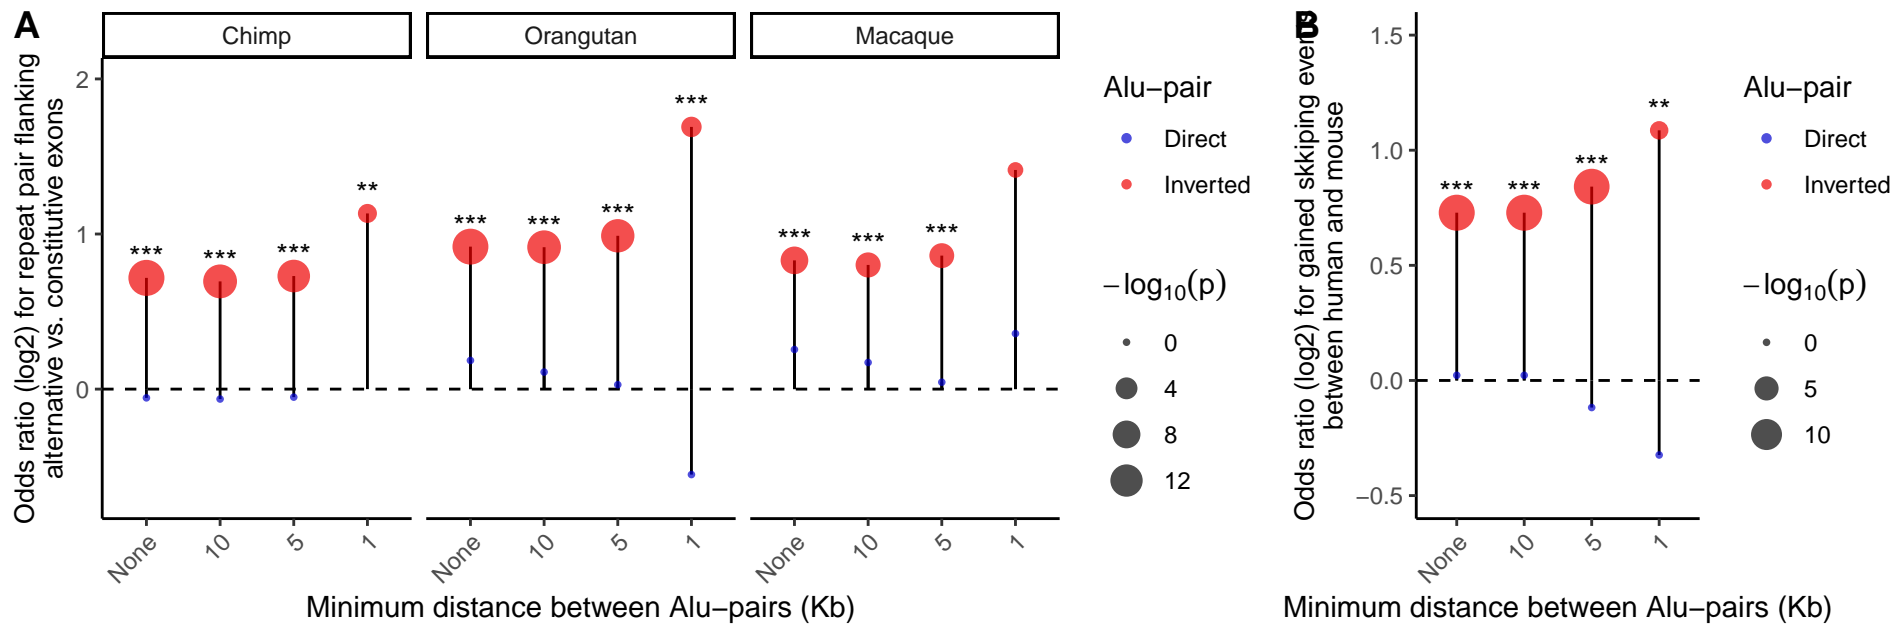 A
Chimp
Orangutan
Macaque
Odds ratio (log2) for repeat pair flanking
alternative vs. constitutive exons
2
1
0
***
***
***
**
***
***
***
***
***
***
***
None
10
5
1
None
10
5
1
None
10
5
1
Minimum distance between Alu−pairs (Kb)
Alu−pair
Direct
Inverted
−log10(p)
0
4
8
12
B
Odds ratio (log2) for gained skkiping
between human and mouse
1.5
1.0
0.5
0.0
−0.5
***
***
***
**
None
10
5
1
Minimum distance between Alu−pairs (Kb)
Alu−pair
Direct
Inverted
−log10(p)
0
5
10